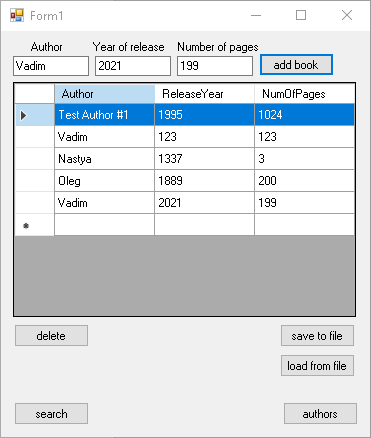 Form1
Author Year of release Number of pages
Vadim 2021 199 add book
Author ReleaseYear NumOfPages
Test Author #1 1995 1024
Vadim 123 123
Nastya 1337 3
Oleg 1889 200
Vadim 2021 199
delete save to file
load from file
search authors